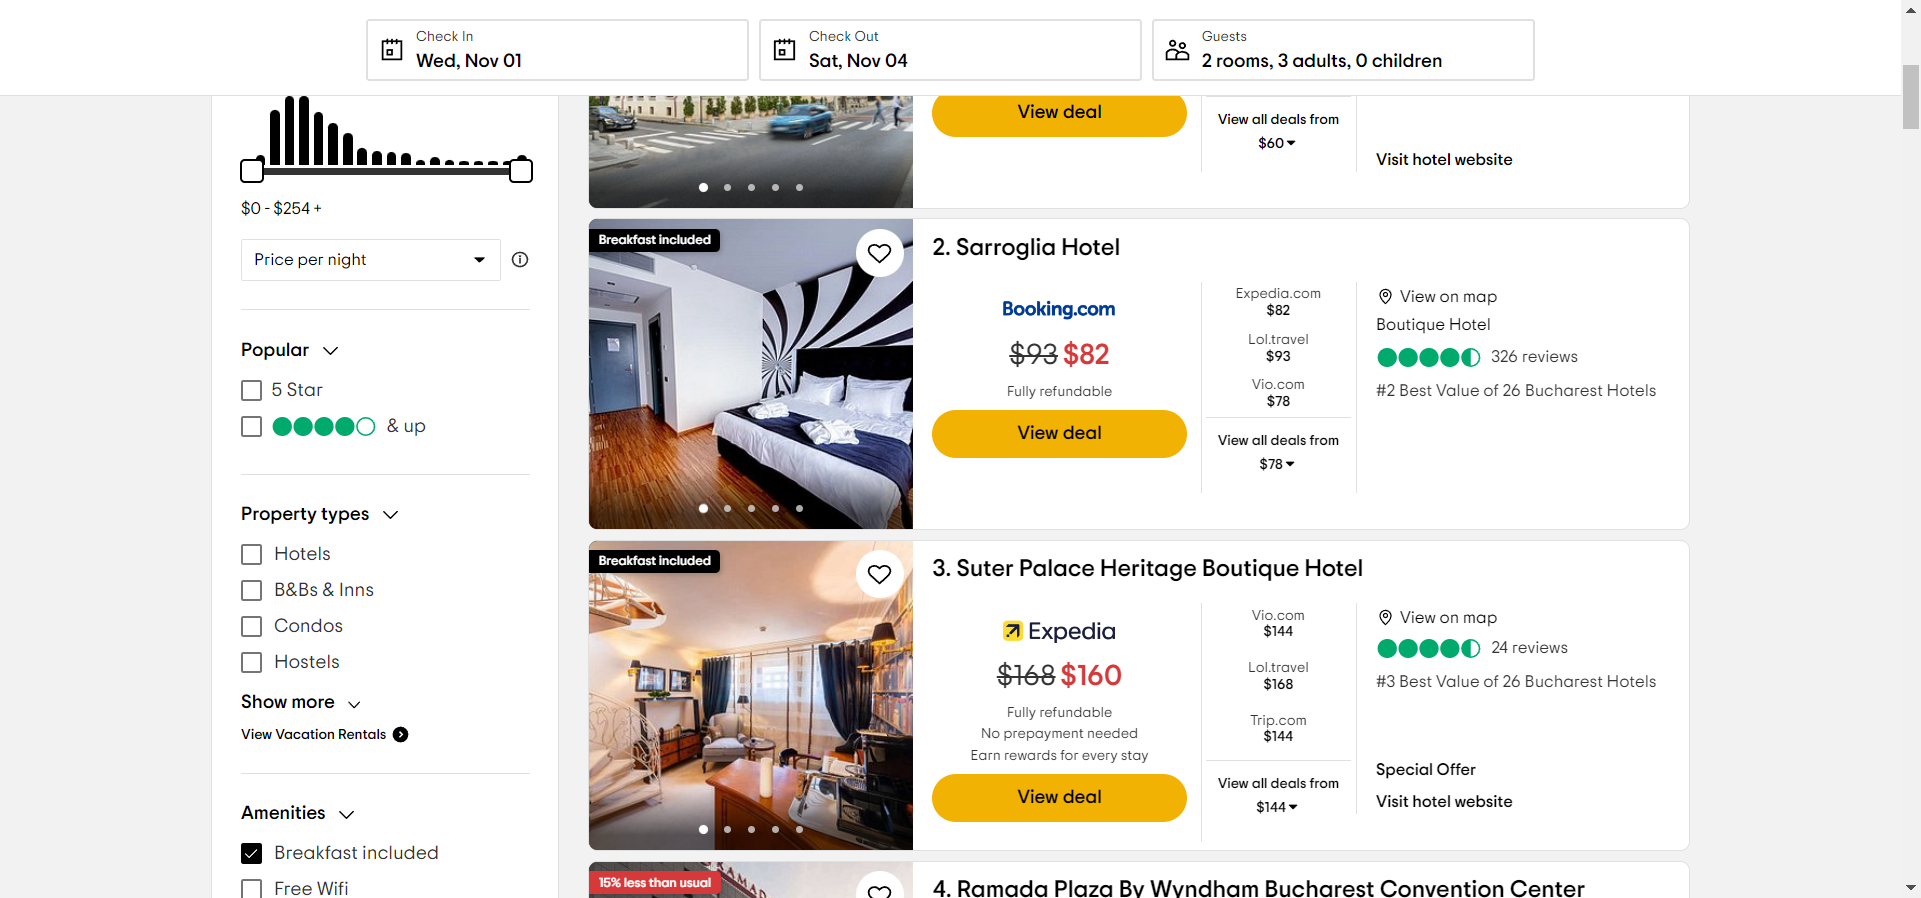 Check In
Wed, Nov 01
Check Out
Sat, Nov 04
Guests
2 rooms, 3 adults, 0 children
$0 - $254 +
Price per night
Popular
5 Star
& up
Property types
Hotels
B&Bs & Inns
Condos
Hostels
Show more
View Vacation Rentals
Amenities
Breakfast included
Free Wifi
View deal
View all deals from
$60
Visit hotel website
Breakfast included
2. Sarroglia Hotel
Booking.com
$93 $82
Fully refundable
View deal
Expedia.com
$82
Lol.travel
$93
Vio.com
$78
View all deals from
$78
View on map
Boutique Hotel
326 reviews
#2 Best Value of 26 Bucharest Hotels
Breakfast included
3. Suter Palace Heritage Boutique Hotel
Expedia
$168 $160
Fully refundable
No prepayment needed
Earn rewards for every stay
View deal
Vio.com
$144
Lol.travel
$168
Trip.com
$144
View all deals from
$144
View on map
24 reviews
#3 Best Value of 26 Bucharest Hotels
Special Offer
Visit hotel website
15% less than usual
RAMAD
4. Ramada Plaza By Wyndham Bucharest Convention Center